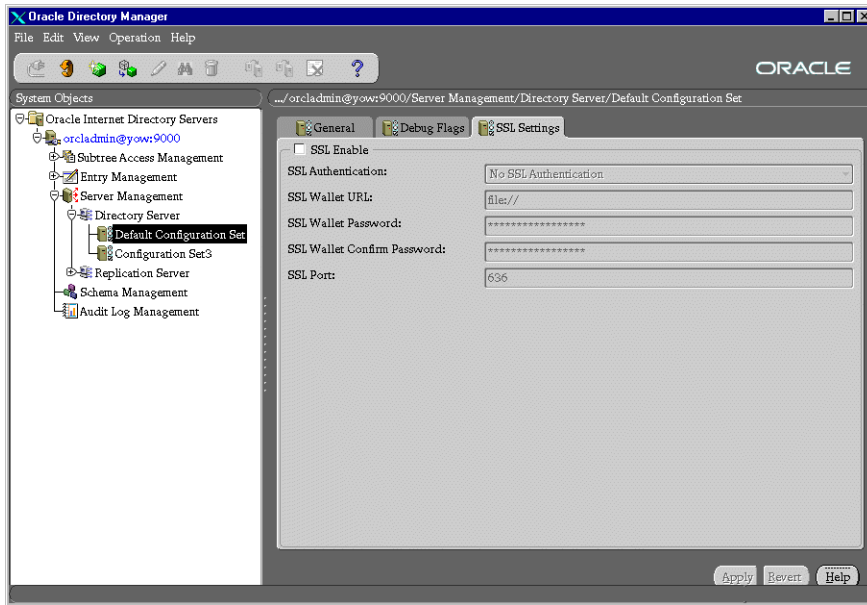 Oracle Directory Manager
File Edit View Operation Help
ORACLE
System Objects
.../orcladmin@yow:9000/Server Management/Directory Server/Default Configuration Set
Oracle Internet Directory Servers
orcladmin@yow:9000
Subtree Access Management
Entry Management
Server Management
Directory Server
Default Configuration Set
Configuration Set3
Replication Server
Schema Management
Audit Log Management
General Debug Flags SSL Settings
SSL Enable
SSL Authentication: No SSL Authentication
SSL Wallet URL: file://
SSL Wallet Password: *****************
SSL Wallet Confirm Password: *****************
SSL Port: 636
Apply Revert Help